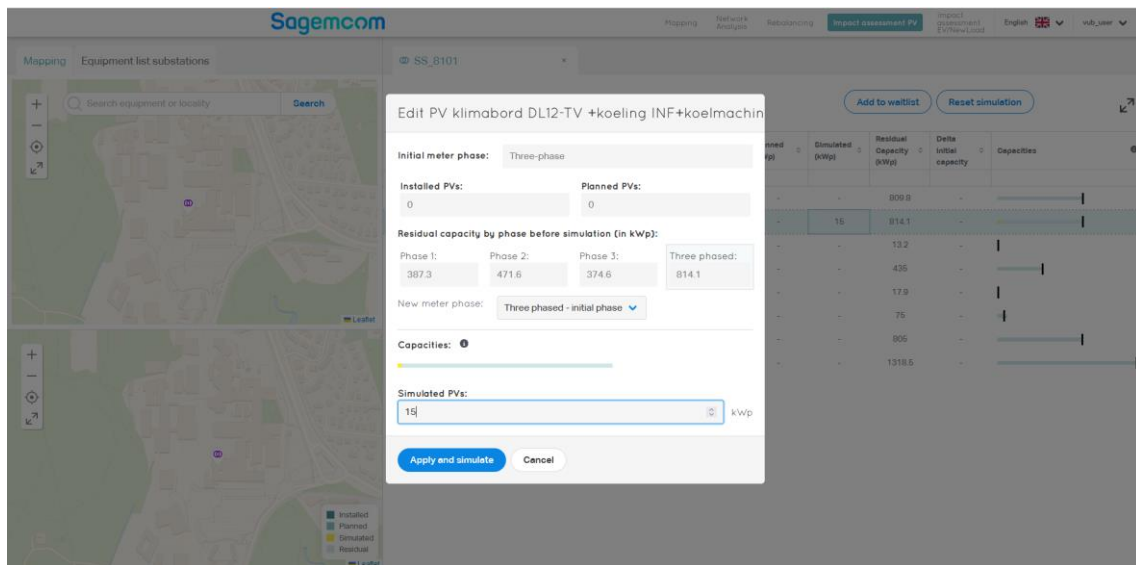 Sagemcom
Mapping
Network Analysis
Rebalancing
Impact assessment PV
Impact assessment EV/NewLoad
English
vub_user
Mapping
Equipment list substations
SS_8101
Search equipment or locality
Search
Leaflet
Installed
Planned
Simulated
Residual
Leaflet
Add to waitlist
Reset simulation
Simulated (kWp)
Residual Capacity (kWp)
Delta initial capacity
Capacities
- - 809.8 -
- 15 814.1 -
- - 13.2 -
- - 435 -
- - 17.9 -
- - 75 -
- - 805 -
- - 1318.5 -
Edit PV klimabord DL12-TV +koeling INF+koelmachin
Initial meter phase: Three-phase
Installed PVs: Planned PVs:
0 0
Residual capacity by phase before simulation (in kWp):
Phase 1: Phase 2: Phase 3: Three phased:
387.3 471.6 374.6 814.1
New meter phase: Three phased - initial phase
Capacities:
Simulated PVs:
15 kWp
Apply and simulate Cancel